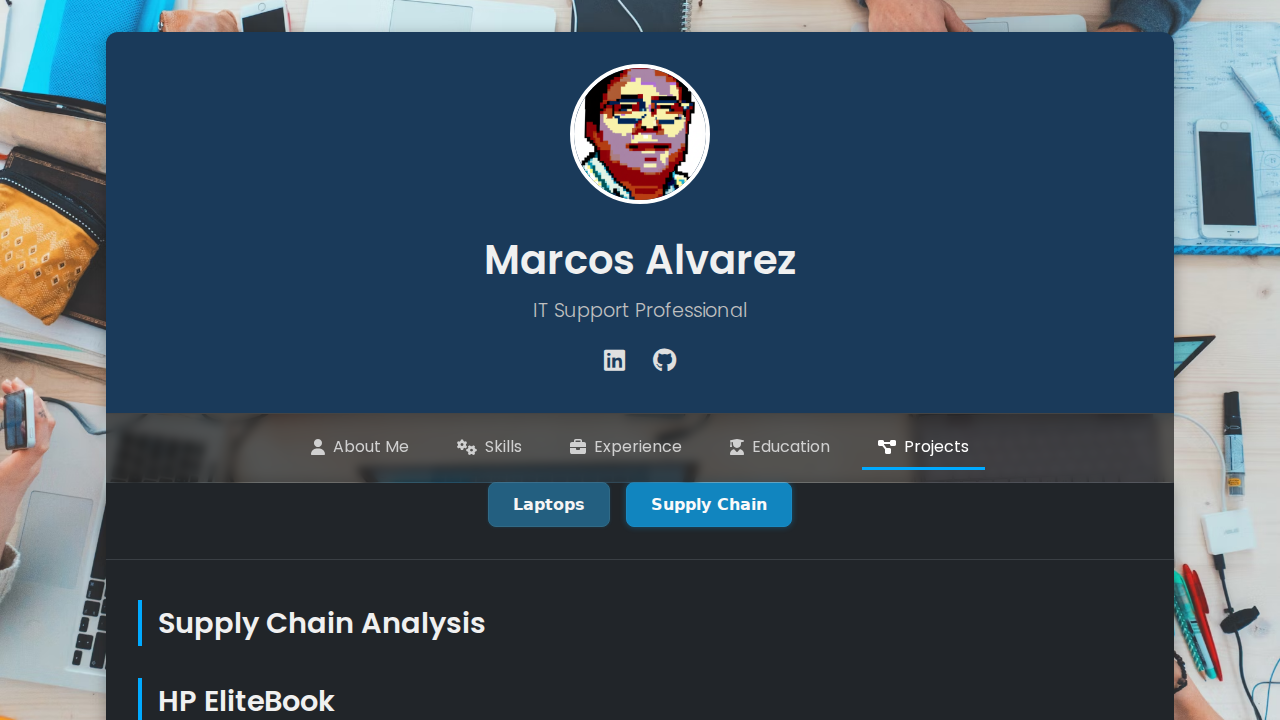 Marcos Alvarez
IT Support Professional
About Me
Skills
Experience
Education
Projects
Laptops
Supply Chain
Supply Chain Analysis
HP EliteBook